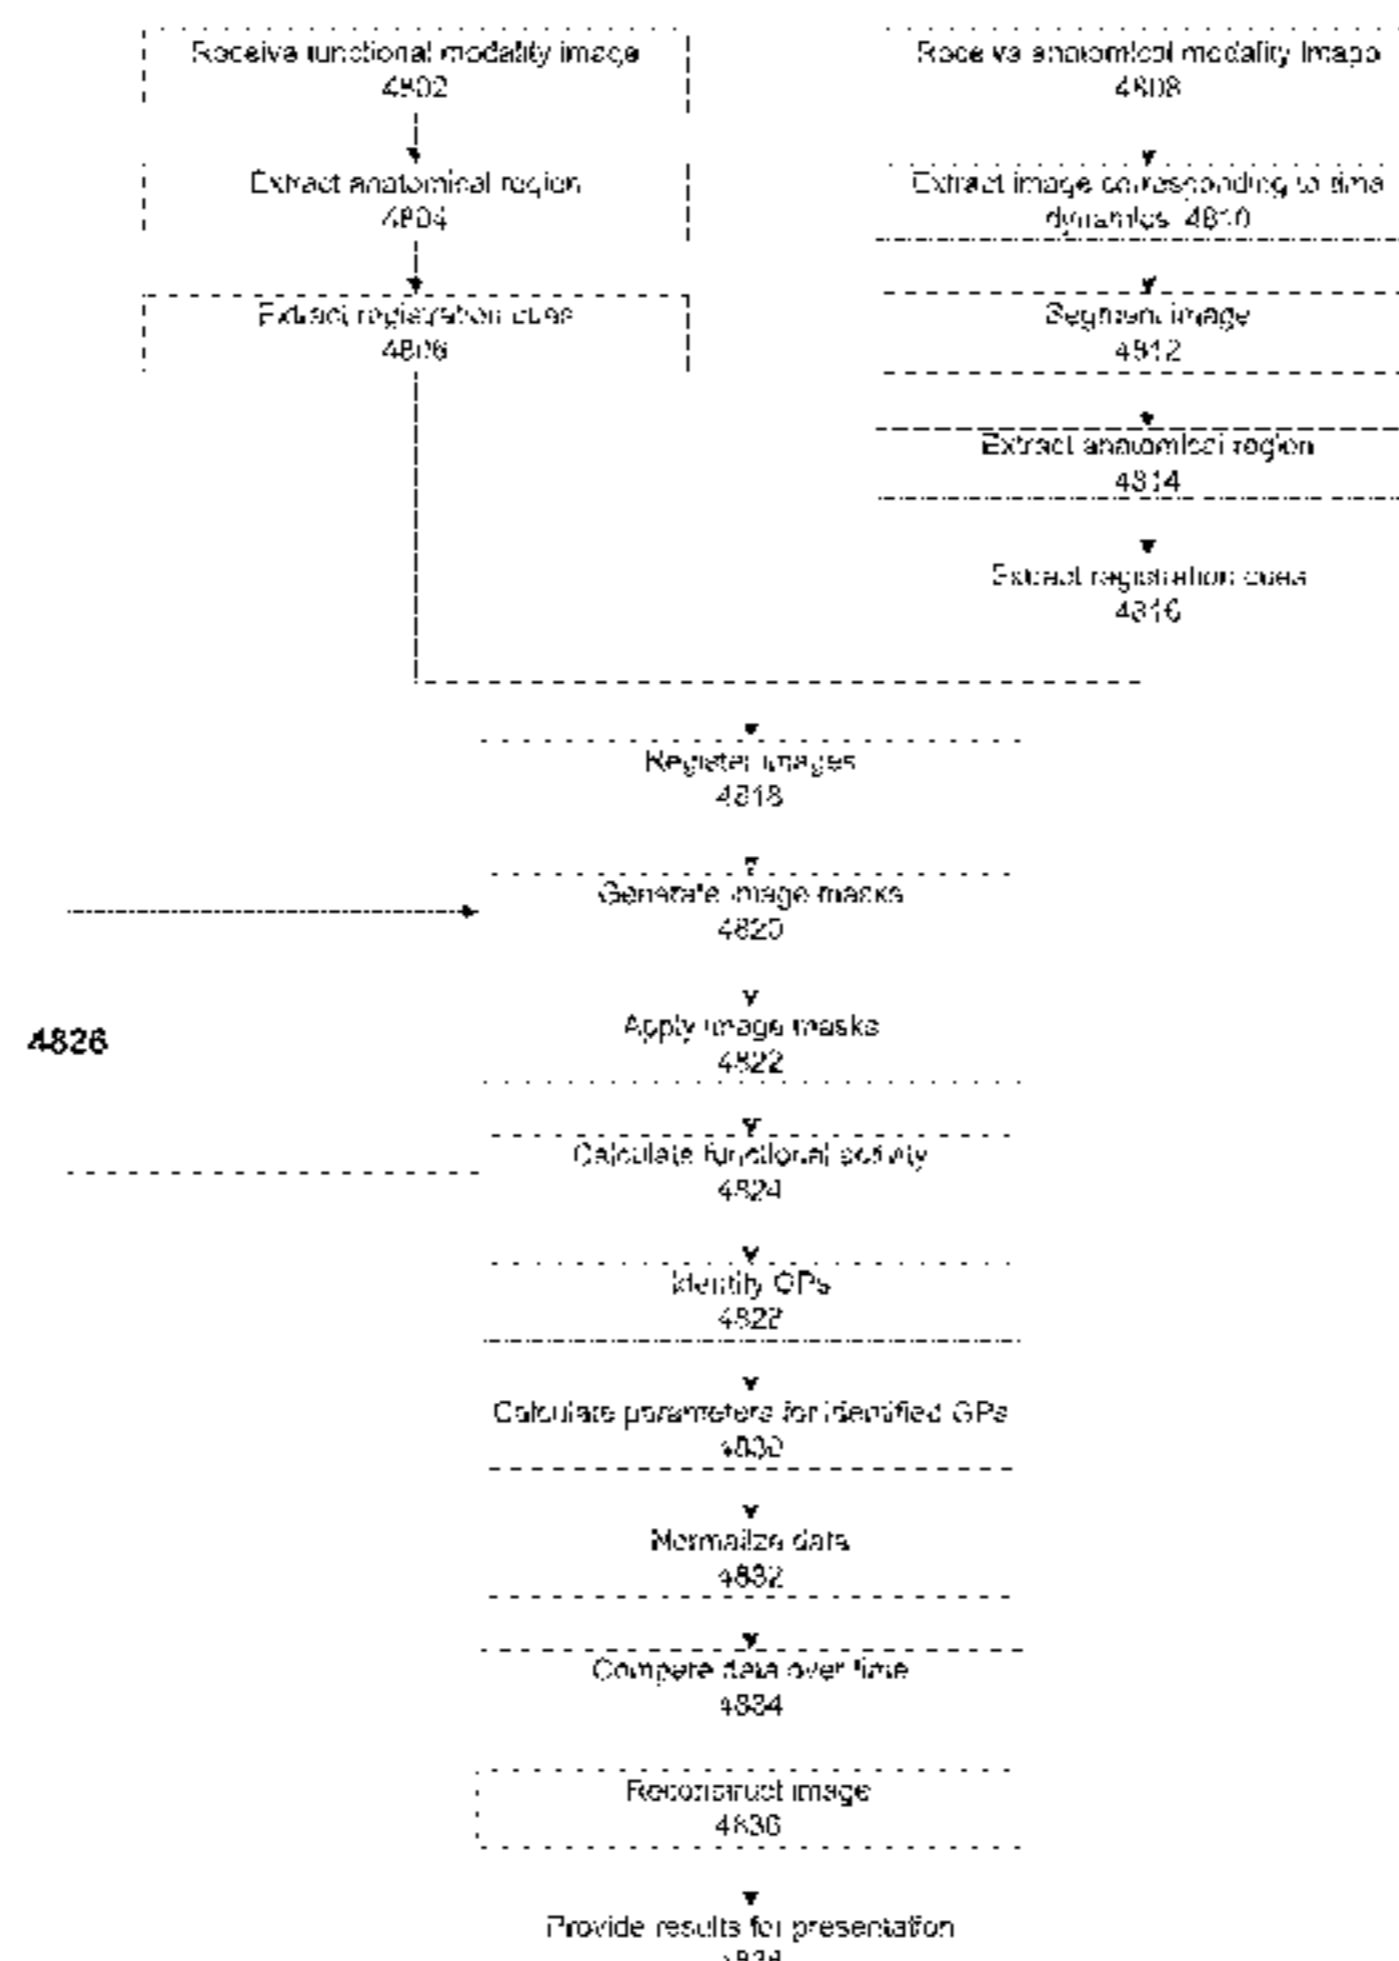 Receive functional modality image
4802
Extract anatomical region
4804
Extract registration cues
4806
Receive anatomical modality image
4808
Extract image corresponding to time
dynamics 4810
Segment image
4812
Extract anatomical region
4814
Extract registration cues
4816
Register images
4818
Generate image masks
4820
Apply image masks
4822
4826
Calculate functional activity
4824
Identify GPs
4828
Calculate parameters for identified GPs
4830
Normalize data
4832
Compare data over time
4834
Reconstruct image
4836
Provide results for presentation